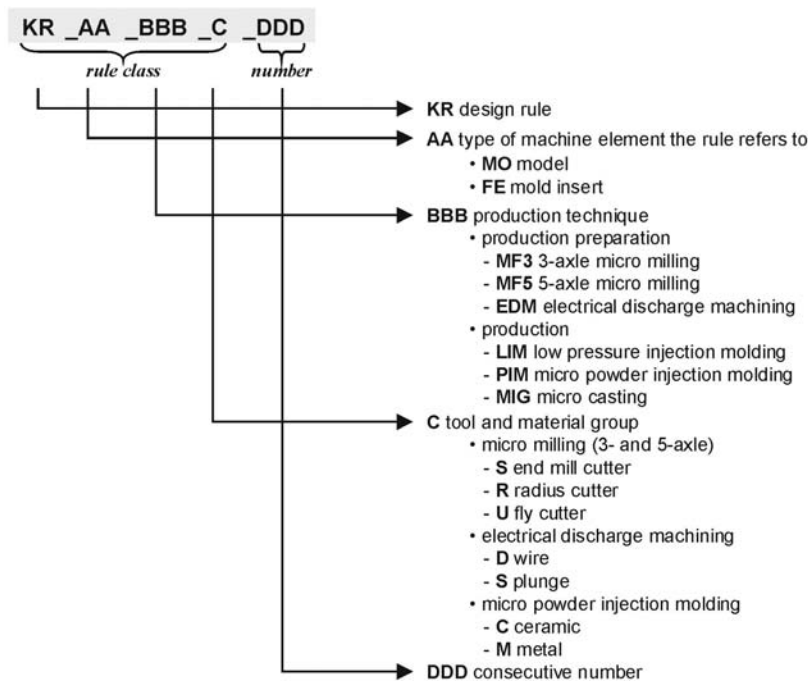 KR _AA _BBB _C _DDD
rule class number
KR design rule
AA type of machine element the rule refers to
• MO model
• FE mold insert
BBB production technique
• production preparation
- MF3 3-axle micro milling
- MF5 5-axle micro milling
- EDM electrical discharge machining
• production
- LIM low pressure injection molding
- PIM micro powder injection molding
- MIG micro casting
C tool and material group
• micro milling (3- and 5-axle)
- S end mill cutter
- R radius cutter
- U fly cutter
• electrical discharge machining
- D wire
- S plunge
• micro powder injection molding
- C ceramic
- M metal
DDD consecutive number